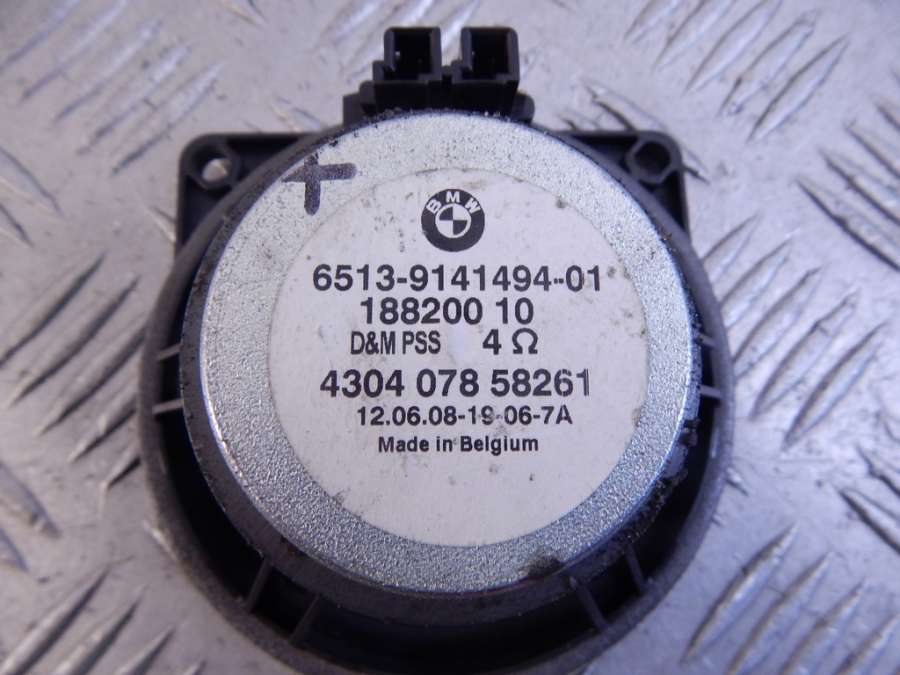 BMW
6513-9141494-01
188200 10
D&M PSS 4 Ω
4304 078 58261
12.06.08-19-06-7A
Made in Belgium